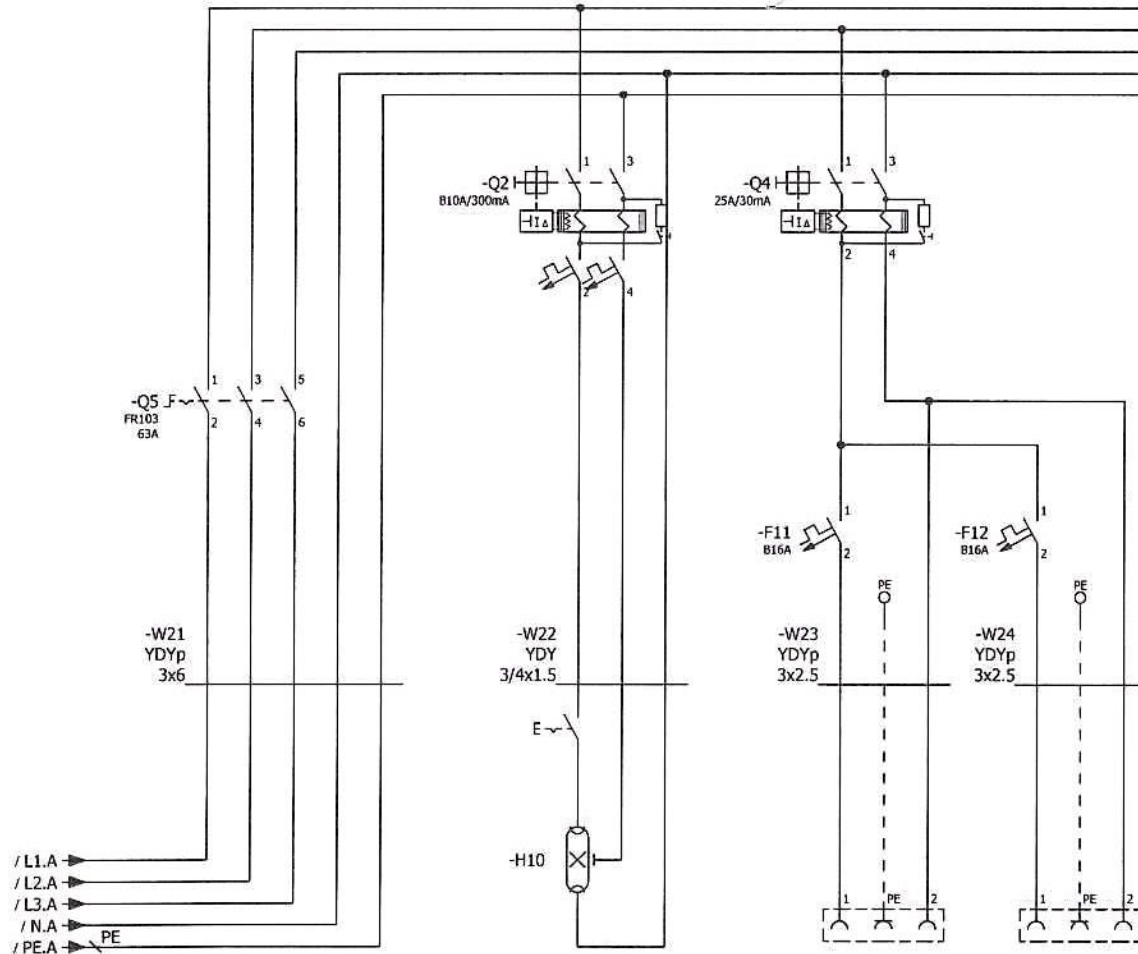 1
3
-Q2
B10A/300mA
I Δ
2
4
1
3
-Q4
25A/30mA
I Δ
2
4
1
3
5
-Q5
FR103
63A
F
2
4
6
1
-F11
B16A
2
1
-F12
B16A
2
PE
PE
-W21
YDYp
3x6
-W22
YDY
3/4x1.5
-W23
YDYp
3x2.5
-W24
YDYp
3x2.5
E
-H10
/ L1.A
/ L2.A
/ L3.A
/ N.A
/ PE.A
PE
1
PE
2
1
PE
2